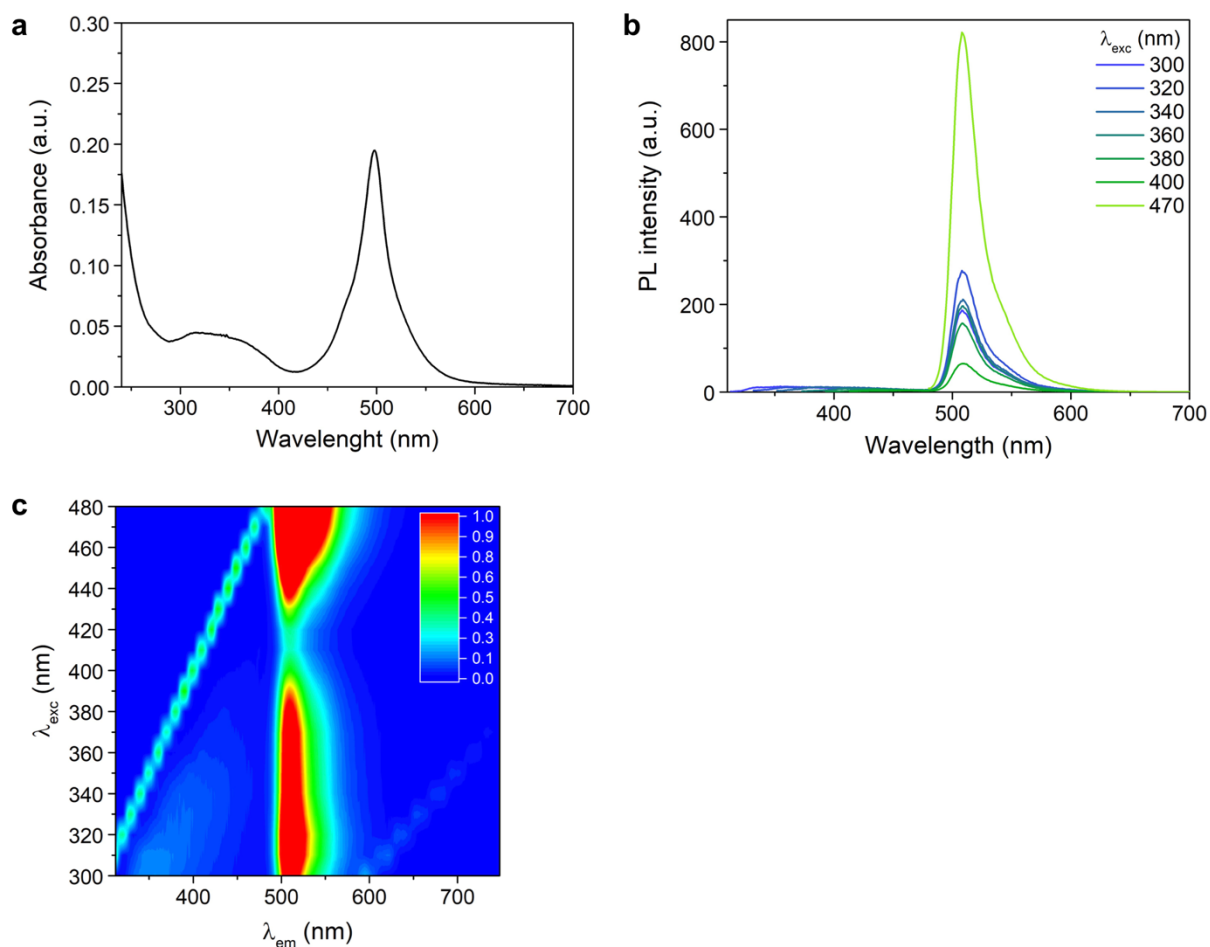 a
0.30
0.25
0.20
0.15
0.10
0.05
0.00
Absorbance (a.u.)
300 400 500 600 700
Wavelenght (nm)
b
800
600
400
200
0
PL intensity (a.u.)
λexc (nm)
300
320
340
360
380
400
470
400 500 600 700
Wavelength (nm)
c
480
460
440
420
400
380
360
340
320
300
λexc (nm)
1.0
0.9
0.8
0.6
0.5
0.4
0.3
0.1
0.0
400 500 600 700
λem (nm)